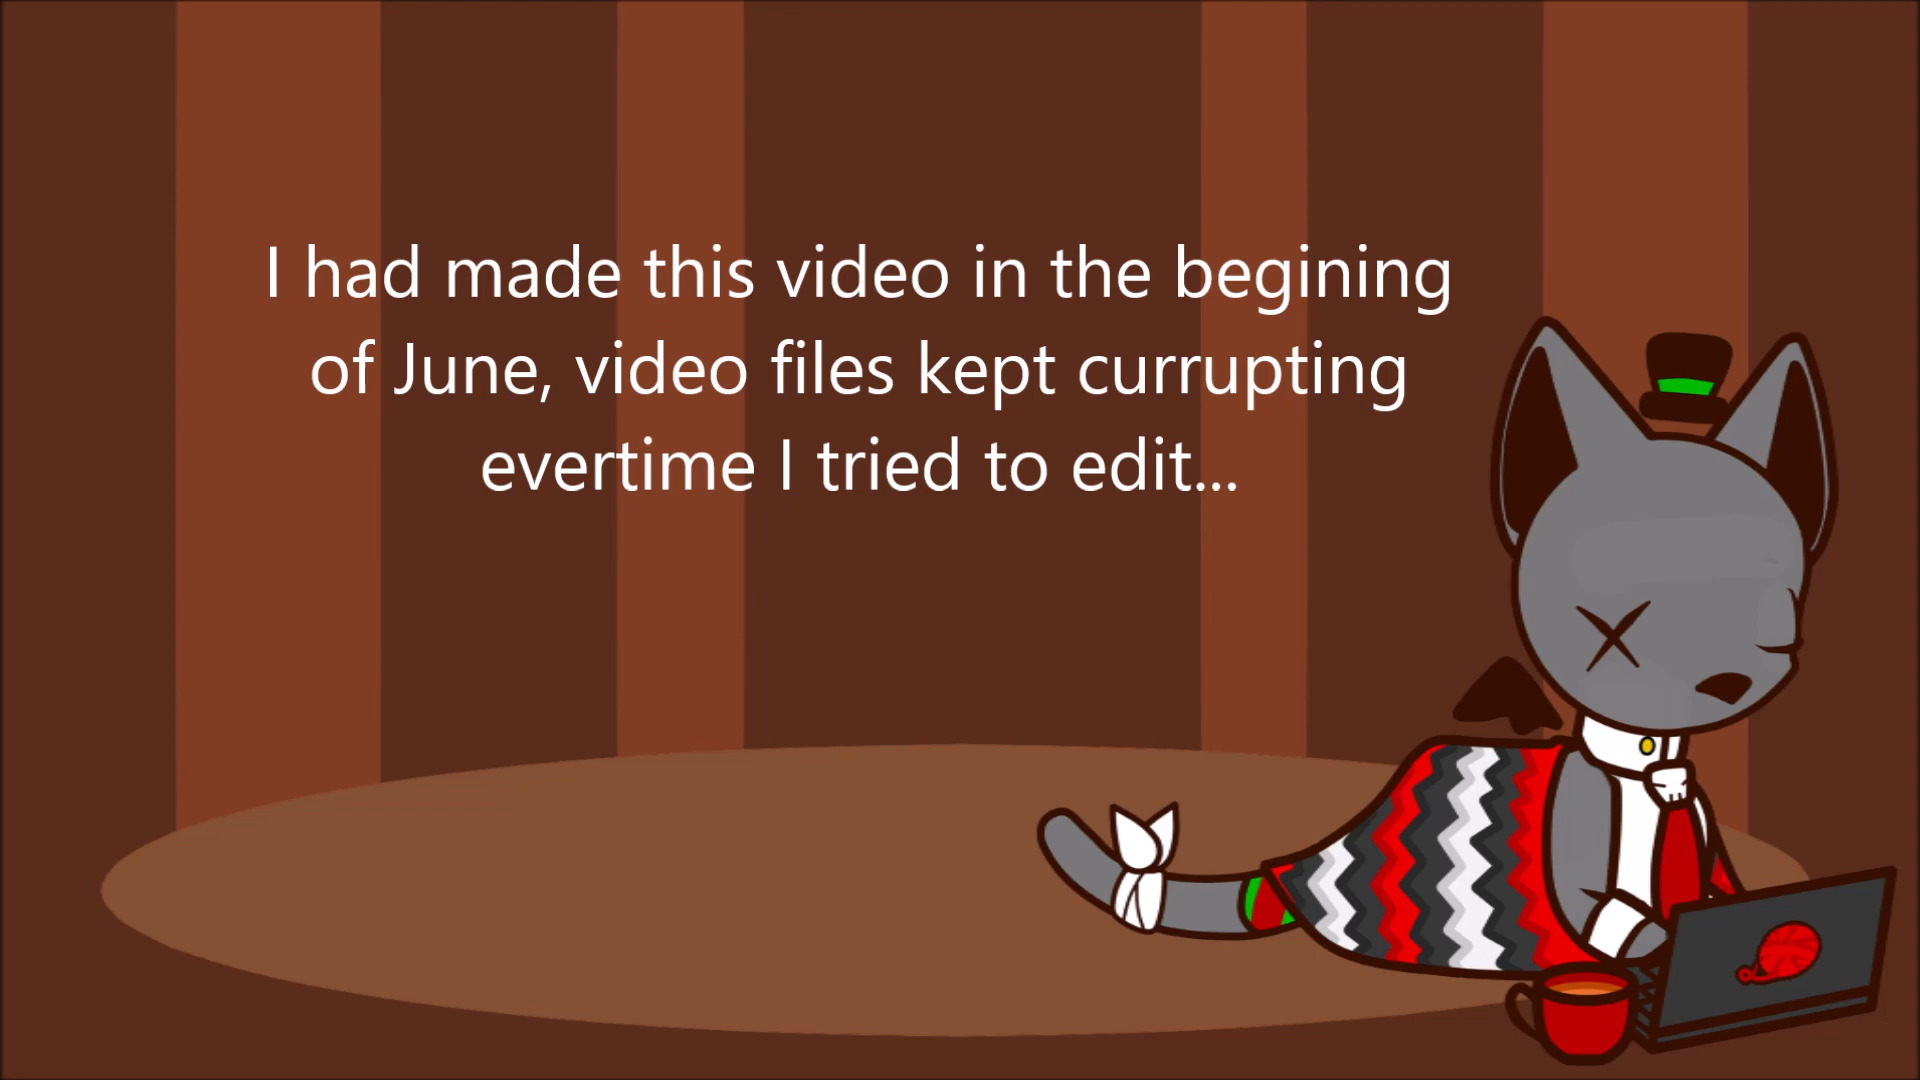 I had made this video in the begining
of June, video files kept currupting
evertime I tried to edit...